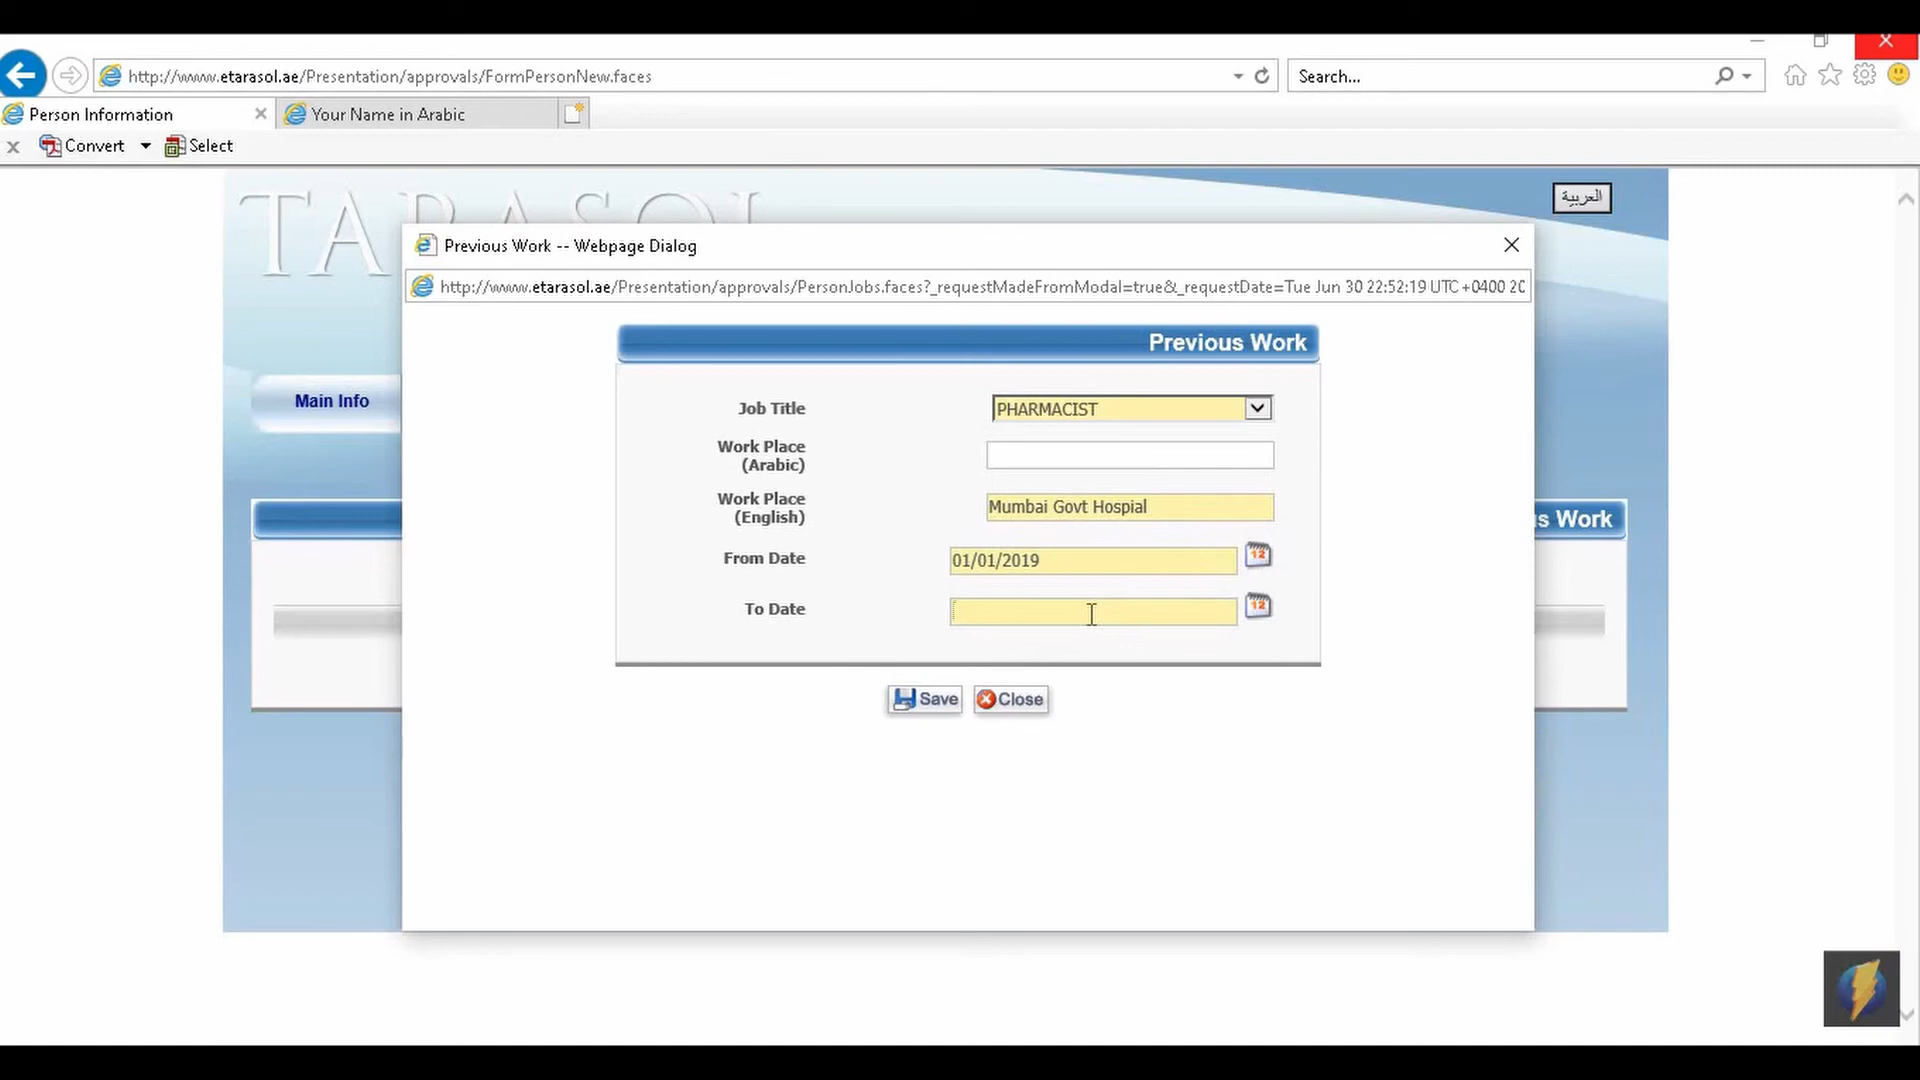 http://www.etarasol.ae/Presentation/approvals/FormPersonNew.faces
Search...
Person Information
Your Name in Arabic
Convert
Select
TARASOL
العربية
Previous Work -- Webpage Dialog
http://www.etarasol.ae/Presentation/approvals/PersonJobs.faces?_requestMadeFromModal=true&_requestDate=Tue Jun 30 22:52:19 UTC+0400 20
Previous Work
Main Info
Job Title
PHARMACIST
Work Place
(Arabic)
Work Place
(English)
Mumbai Govt Hospial
s Work
From Date
01/01/2019
12
To Date
12
Save
Close